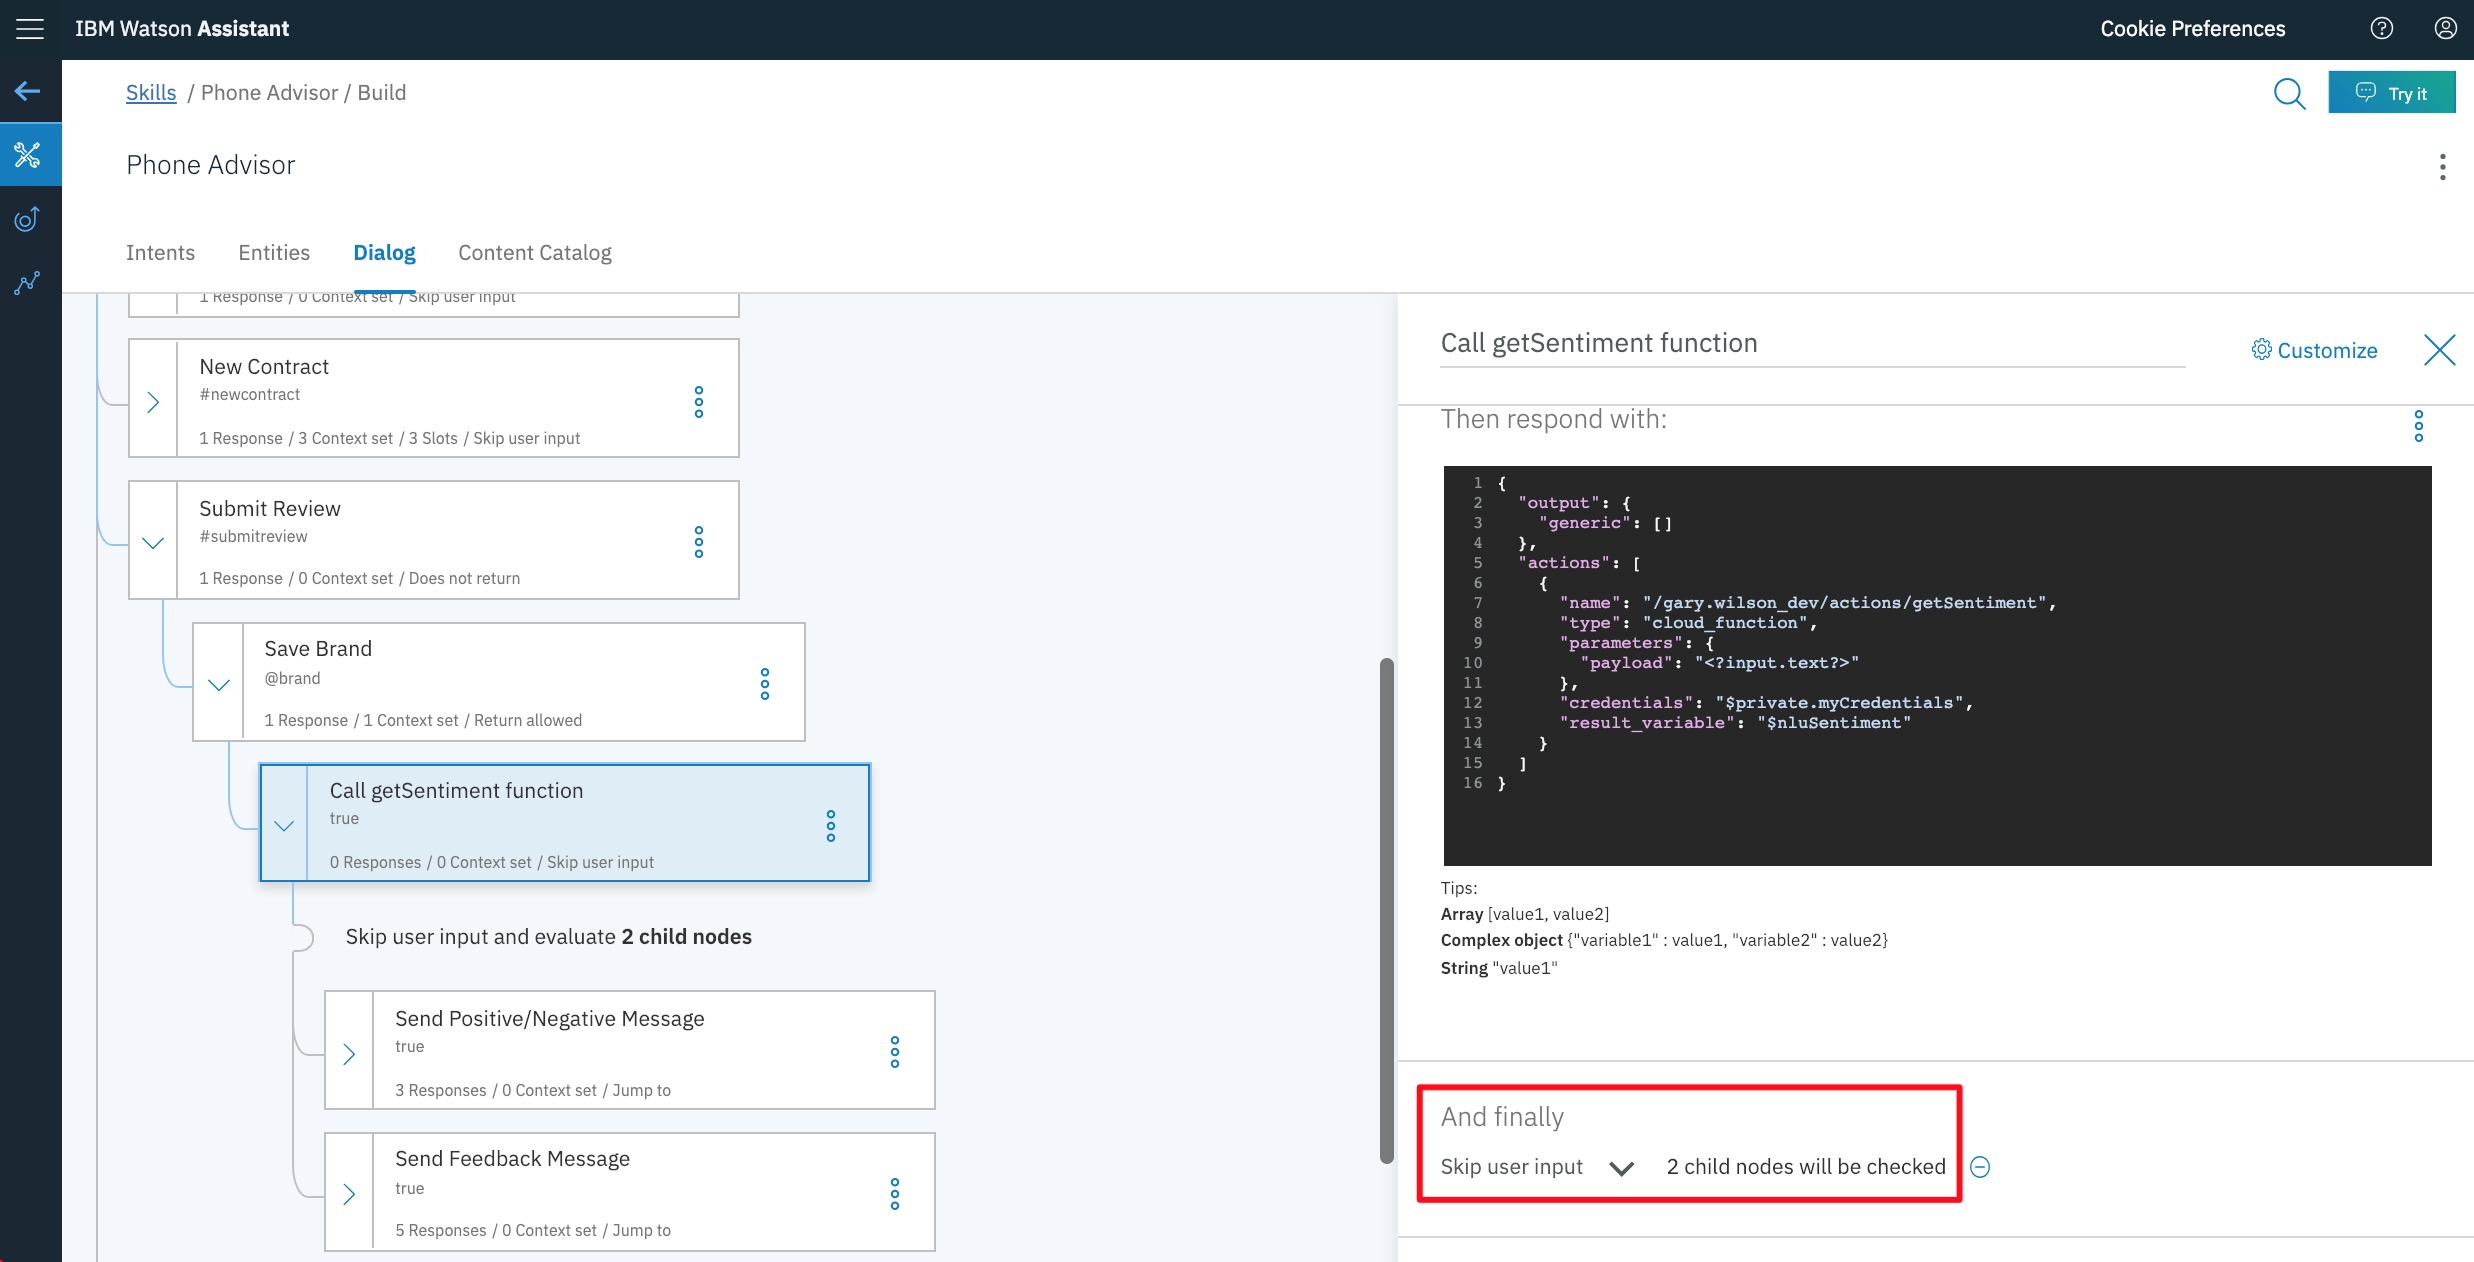 IBM Watson Assistant
Cookie Preferences
Skills / Phone Advisor / Build
Try it
Phone Advisor
Intents
Entities
Dialog
Content Catalog
1 Response / 0 Context set / Skip user input
New Contract
#newcontract
1 Response / 3 Context set / 3 Slots / Skip user input
Submit Review
#submitreview
1 Response / 0 Context set / Does not return
Save Brand
@brand
1 Response / 1 Context set / Return allowed
Call getSentiment function
true
0 Responses / 0 Context set / Skip user input
Skip user input and evaluate 2 child nodes
Send Positive/Negative Message
true
3 Responses / 0 Context set / Jump to
Send Feedback Message
true
5 Responses / 0 Context set / Jump to
Call getSentiment function
Customize
Then respond with:
1 {
2 "output": {
3 "generic": []
4 },
5 "actions": [
6 {
7 "name": "/gary.wilson_dev/actions/getSentiment",
8 "type": "cloud_function",
9 "parameters": {
10 "payload": "<?input.text?>"
11 },
12 "credentials": "$private.myCredentials",
13 "result_variable": "$nluSentiment"
14 }
15 ]
16 }
Tips:
Array [value1, value2]
Complex object {"variable1" : value1, "variable2" : value2}
String "value1"
And finally
Skip user input 2 child nodes will be checked